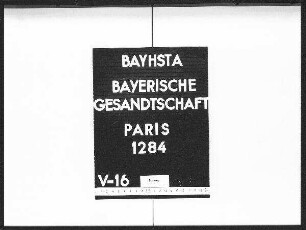 BAYHSTA
BAYERISCHE
GESANDTSCHAFT
PARIS
1284
V-16